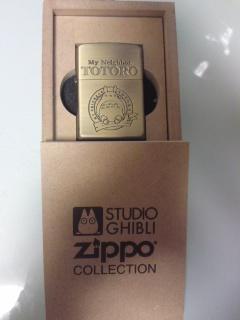 My Neighbor
TOTORO
STUDIO
GHIBLI
zippo
COLLECTION